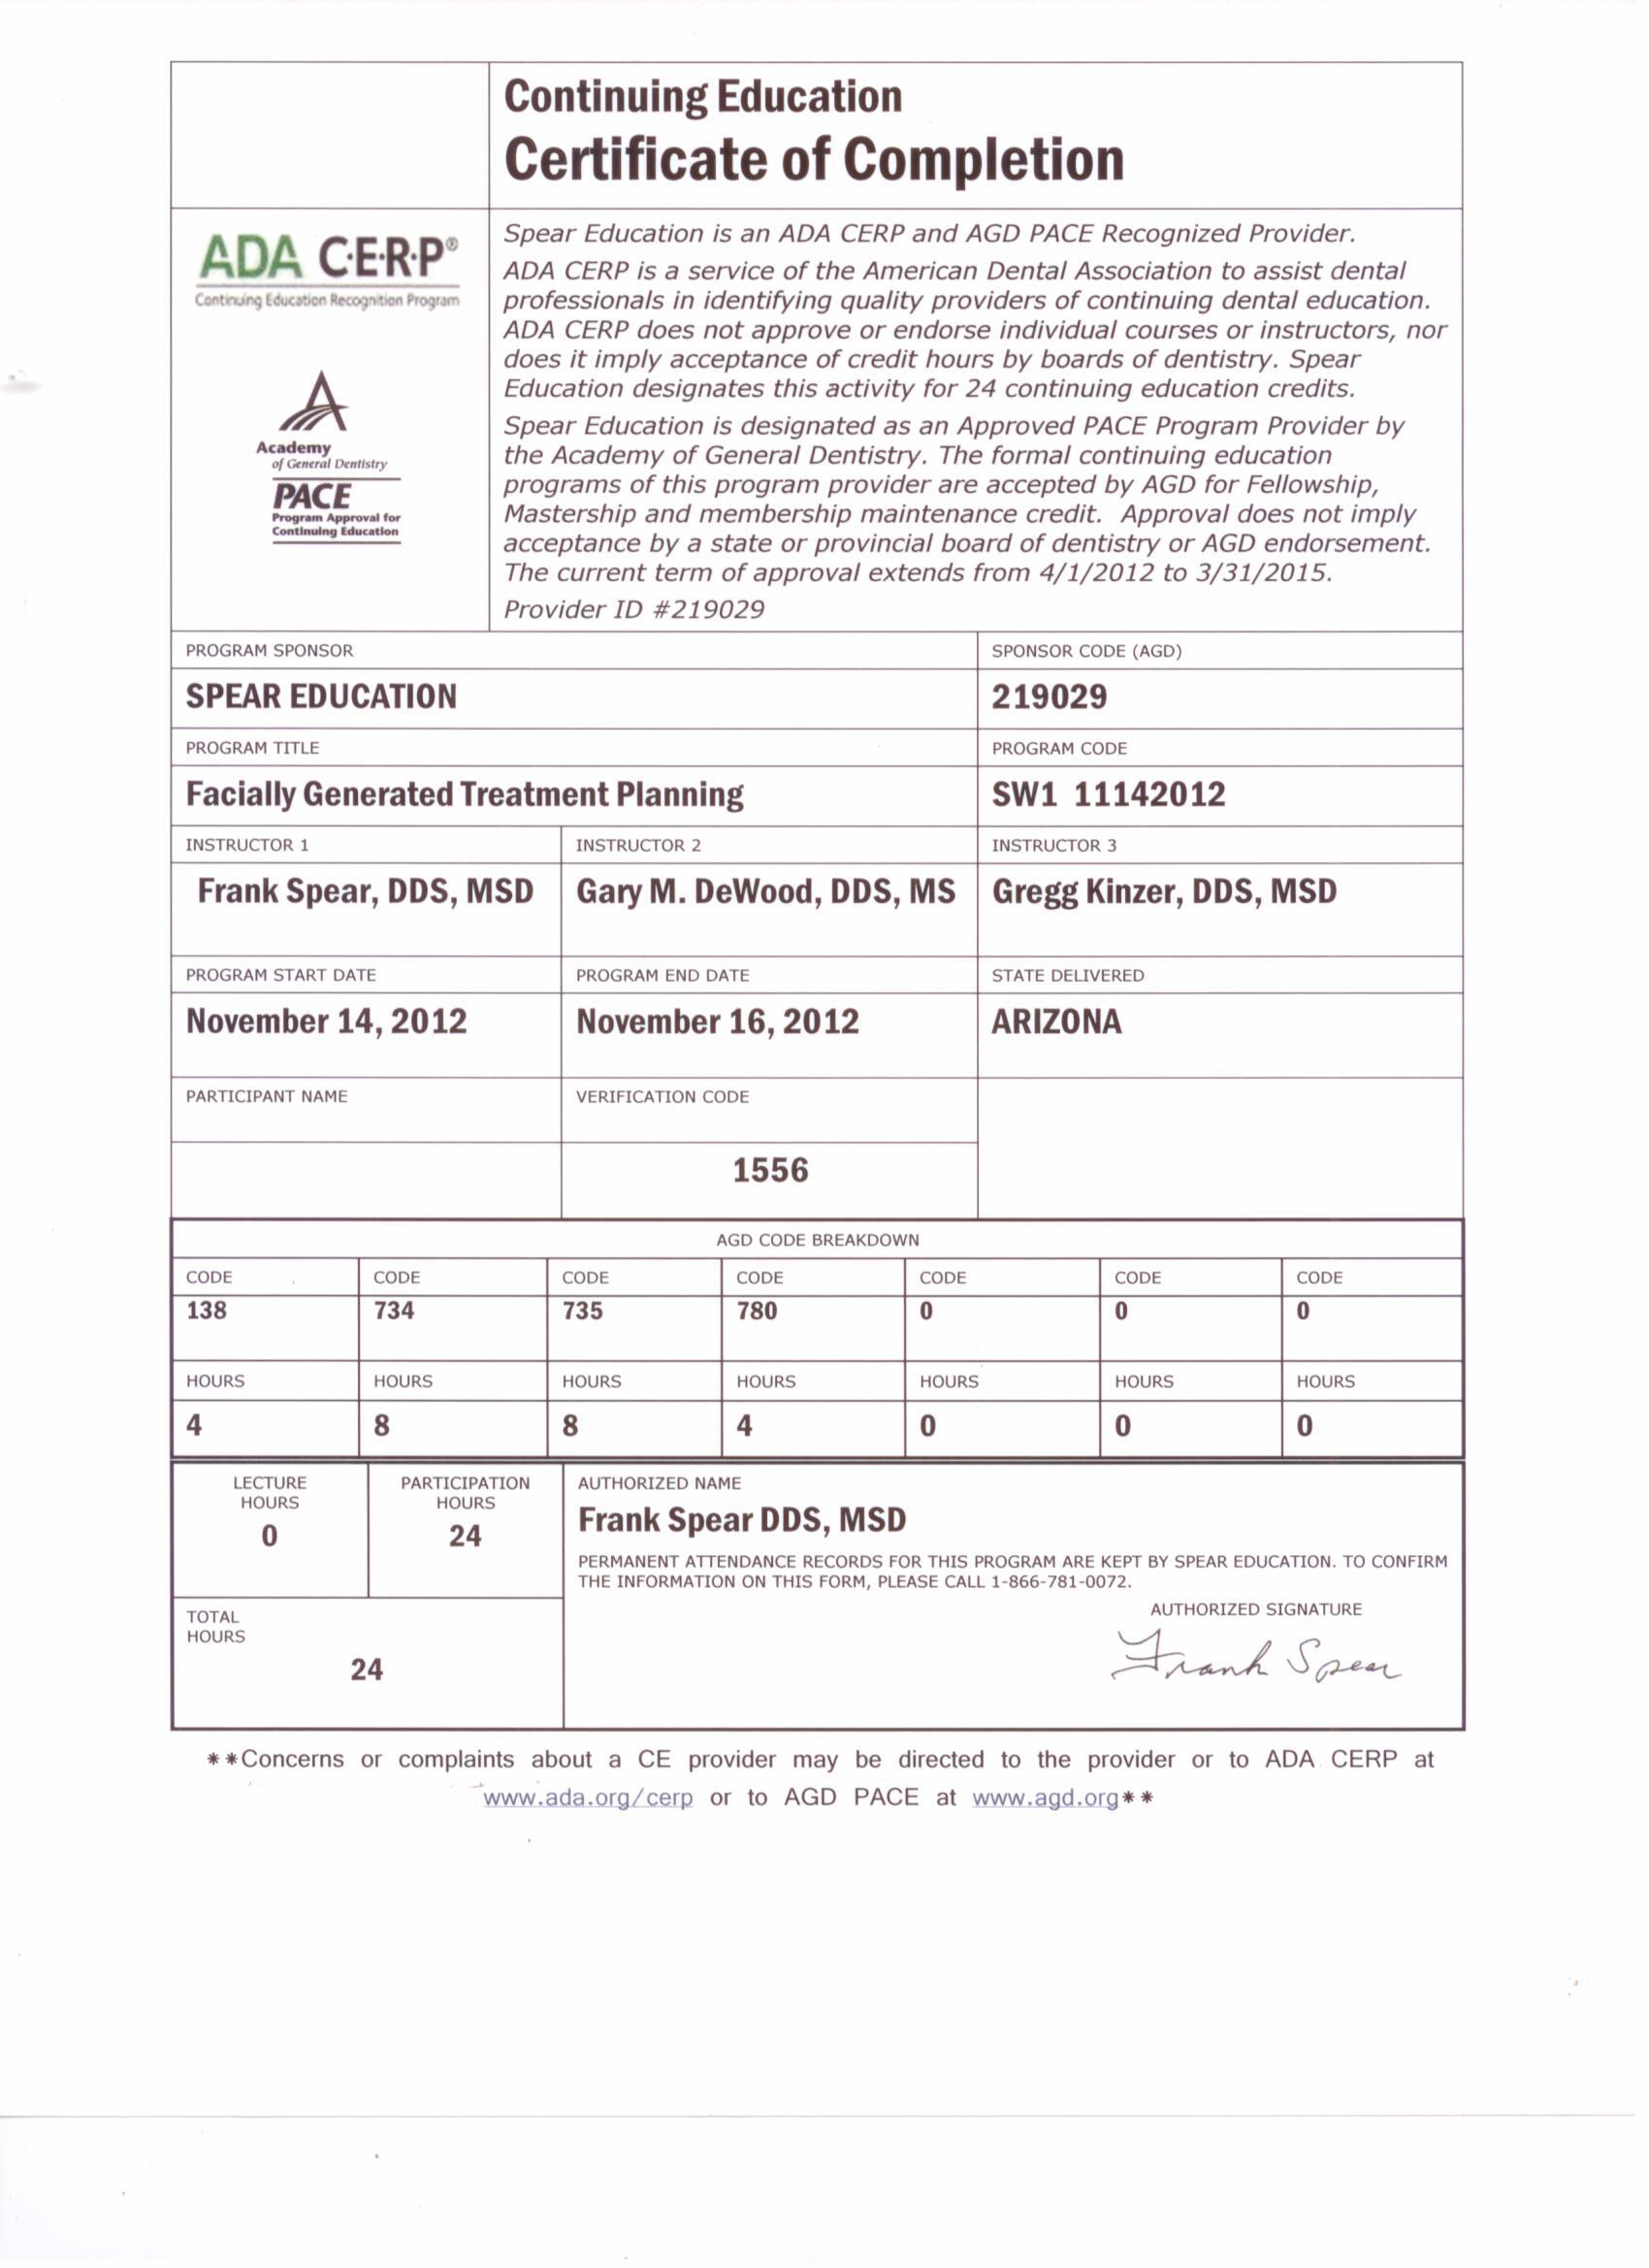 Continuing Education
Certificate of Completion
ADA C·E·R·P®
Continuing Education Recognition Program
Academy
of General Dentistry
PACE
Program Approval for
Continuing Education
Spear Education is an ADA CERP and AGD PACE Recognized Provider.
ADA CERP is a service of the American Dental Association to assist dental
professionals in identifying quality providers of continuing dental education.
ADA CERP does not approve or endorse individual courses or instructors, nor
does it imply acceptance of credit hours by boards of dentistry. Spear
Education designates this activity for 24 continuing education credits.
Spear Education is designated as an Approved PACE Program Provider by
the Academy of General Dentistry. The formal continuing education
programs of this program provider are accepted by AGD for Fellowship,
Mastership and membership maintenance credit. Approval does not imply
acceptance by a state or provincial board of dentistry or AGD endorsement.
The current term of approval extends from 4/1/2012 to 3/31/2015.
Provider ID #219029
PROGRAM SPONSOR SPONSOR CODE (AGD)
SPEAR EDUCATION 219029
PROGRAM TITLE PROGRAM CODE
Facially Generated Treatment Planning SW1 11142012
INSTRUCTOR 1 INSTRUCTOR 2 INSTRUCTOR 3
Frank Spear, DDS, MSD Gary M. DeWood, DDS, MS Gregg Kinzer, DDS, MSD
PROGRAM START DATE PROGRAM END DATE STATE DELIVERED
November 14, 2012 November 16, 2012 ARIZONA
PARTICIPANT NAME VERIFICATION CODE
1556
AGD CODE BREAKDOWN
CODE CODE CODE CODE CODE CODE CODE
138 734 735 780 0 0 0
HOURS HOURS HOURS HOURS HOURS HOURS HOURS
4 8 8 4 0 0 0
LECTURE
HOURS
0
PARTICIPATION
HOURS
24
TOTAL
HOURS
24
AUTHORIZED NAME
Frank Spear DDS, MSD
PERMANENT ATTENDANCE RECORDS FOR THIS PROGRAM ARE KEPT BY SPEAR EDUCATION. TO CONFIRM
THE INFORMATION ON THIS FORM, PLEASE CALL 1-866-781-0072.
AUTHORIZED SIGNATURE
Frank Spear
**Concerns or complaints about a CE provider may be directed to the provider or to ADA CERP at
www.ada.org/cerp or to AGD PACE at www.agd.org**